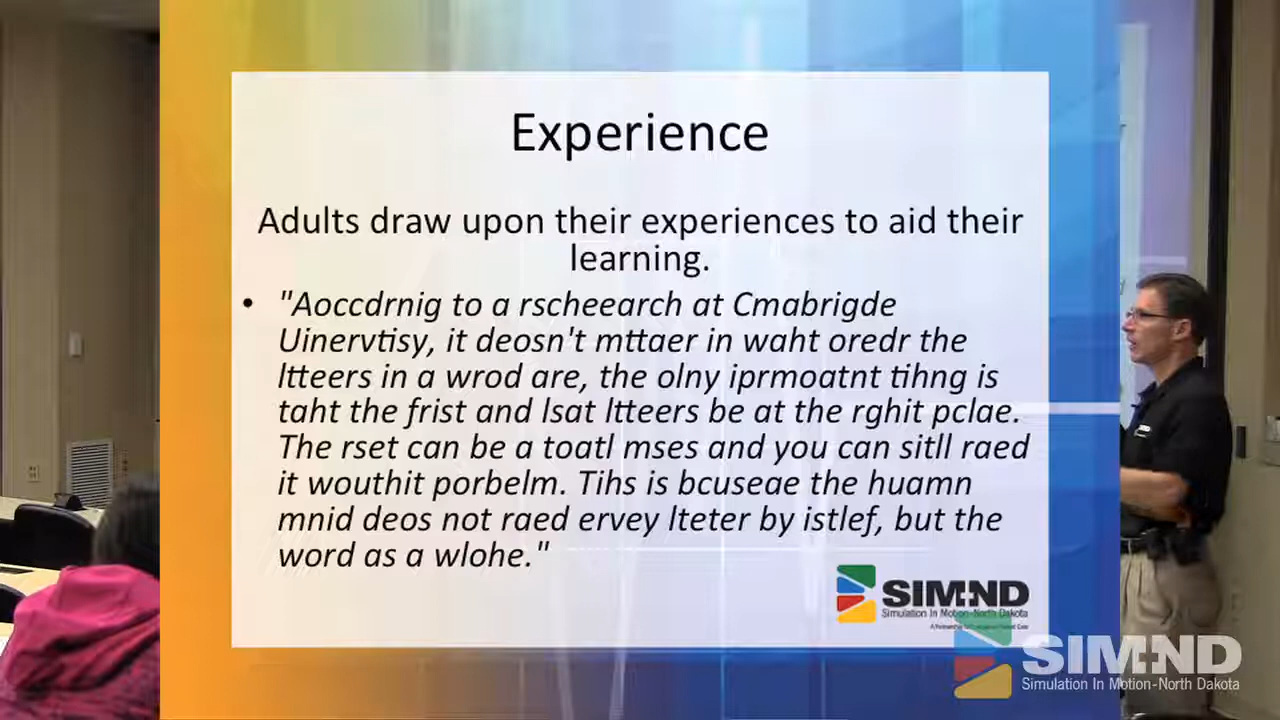 Experience
Adults draw upon their experiences to aid their
learning.
• "Aoccdrnig to a rscheearch at Cmabrigde
Uinervtisy, it deosn't mttaer in waht oredr the
ltteers in a wrod are, the olny iprmoatnt tihng is
taht the frist and lsat ltteers be at the rghit pclae.
The rset can be a toatl mses and you can sitll raed
it wouthit porbelm. Tihs is bcuseae the huamn
mnid deos not raed ervey lteter by istlef, but the
word as a wlohe."
SIM-ND
Simulation In Motion-North Dakota
SIM-ND
Simulation In Motion-North Dakota